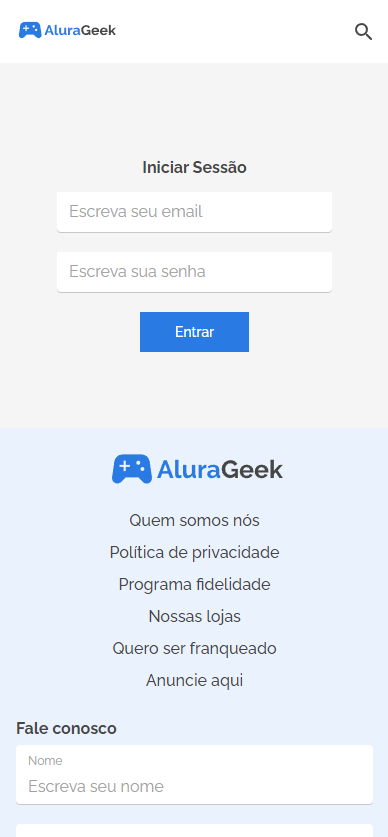 AluraGeek
Iniciar Sessão
Escreva seu email
Escreva sua senha
Entrar
AluraGeek
Quem somos nós
Política de privacidade
Programa fidelidade
Nossas lojas
Quero ser franqueado
Anuncie aqui
Fale conosco
Nome
Escreva seu nome